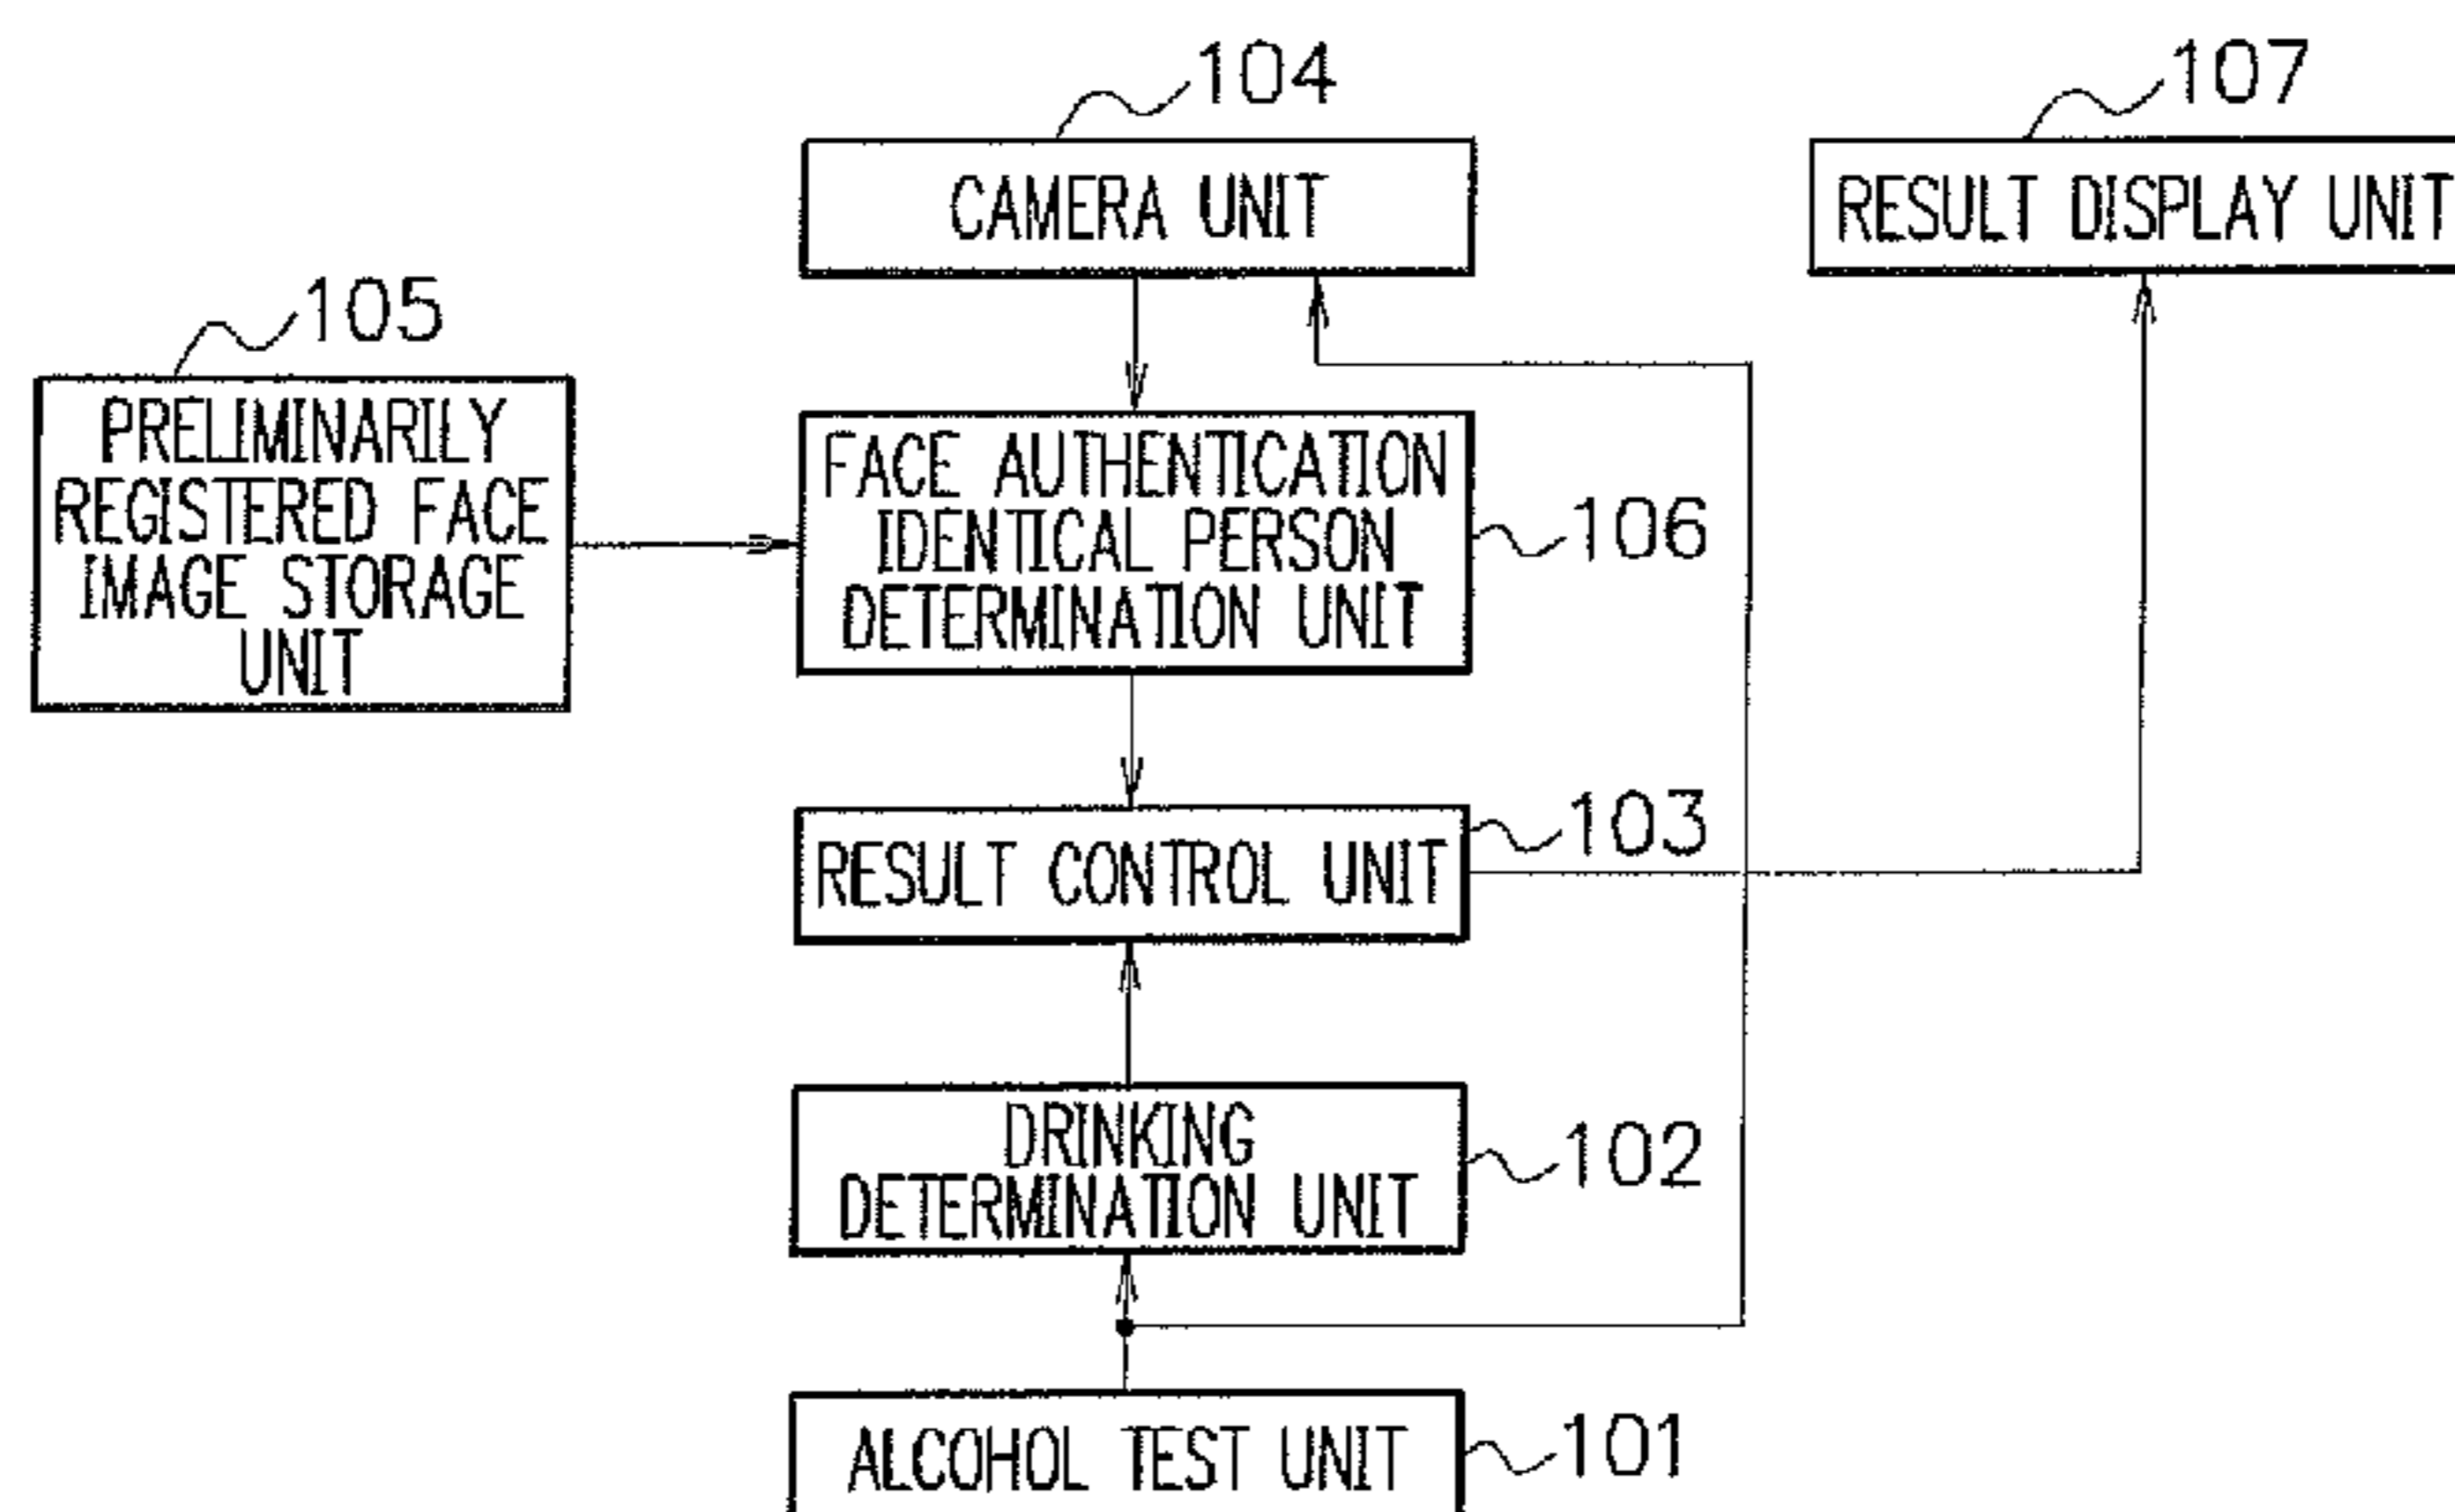 104
CAMERA UNIT
107
RESULT DISPLAY UNIT
105
PRELIMINARILY
REGISTERED FACE
IMAGE STORAGE
UNIT
FACE AUTHENTICATION
IDENTICAL PERSON
DETERMINATION UNIT
106
103
RESULT CONTROL UNIT
DRINKING
DETERMINATION UNIT
102
ALCOHOL TEST UNIT
101